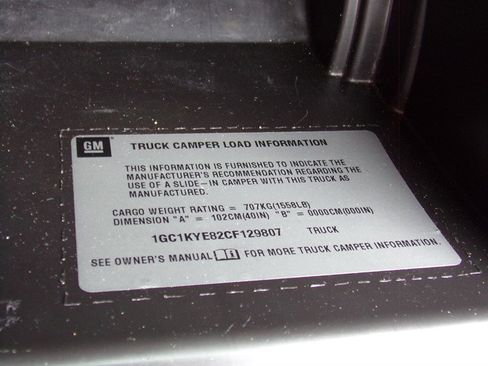 GM
TRUCK CAMPER LOAD INFORMATION
THIS INFORMATION IS FURNISHED TO INDICATE THE
MANUFACTURER'S RECOMMENDATION REGARDING THE
USE OF A SLIDE-IN CAMPER WITH THIS TRUCK AS
MANUFACTURED.
CARGO WEIGHT RATING = 707KG(1558LB)
DIMENSION "A" = 102CM(40IN) "B" = 0000CM(000IN)
1GC1KYE82CF129807 TRUCK
SEE OWNER'S MANUAL FOR MORE TRUCK CAMPER INFORMATION.